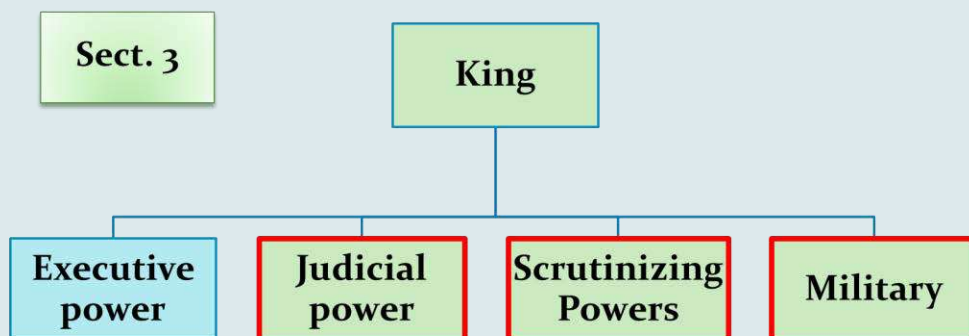 Sect. 3
King
Executive
power
Judicial
power
Scrutinizing
Powers
Military